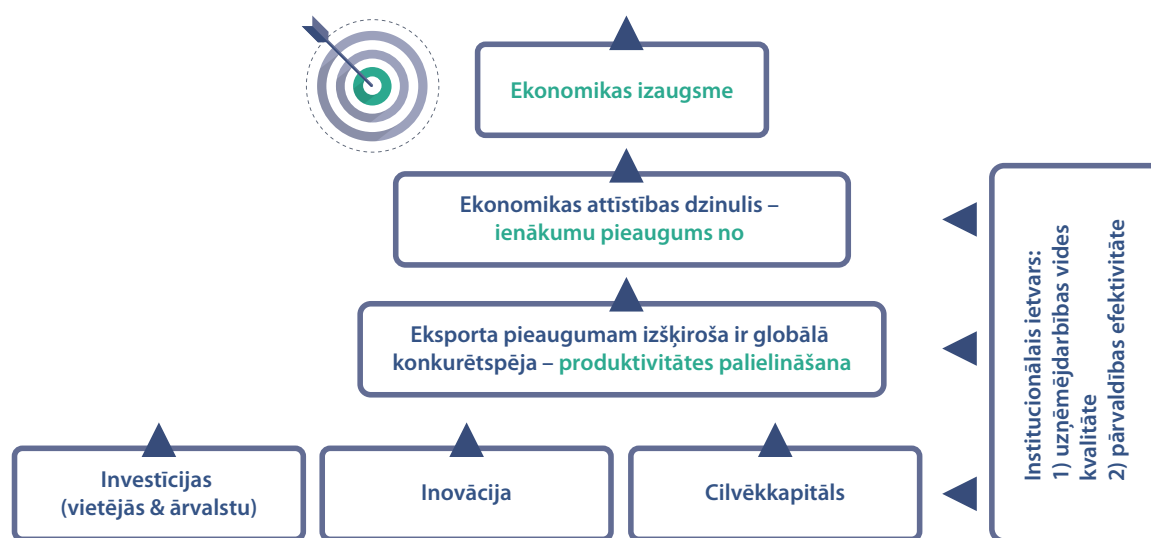 Ekonomikas izaugsme
Ekonomikas attīstības dzinulis –
ienākumu pieaugums no
Eksporta pieaugumam izšķiroša ir globālā
konkurētspēja – produktivitātes palielināšana
Investīcijas
(vietējās & ārvalstu)
Inovācija
Cilvēkkapitāls
Institucionālais ietvars:
1) uzņēmējdarbības vides
kvalitāte
2) pārvaldības efektivitāte